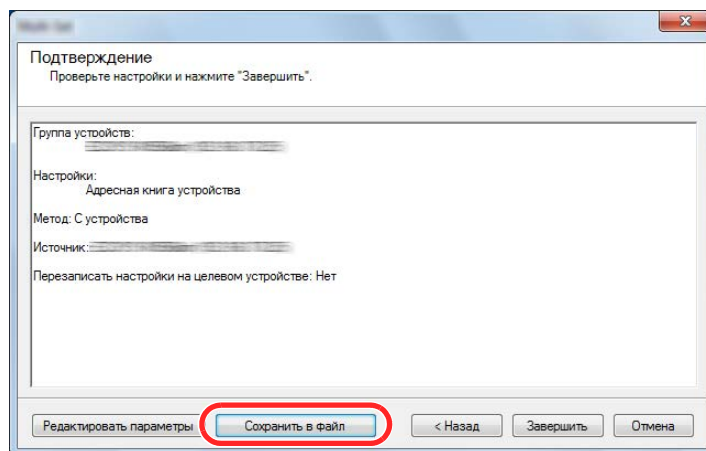 Подтверждение
Проверьте настройки и нажмите "Завершить".
Группа устройств:
Настройки:
Адресная книга устройства
Метод: С устройства
Источник:
Перезаписать настройки на целевом устройстве: Нет
Редактировать параметры Сохранить в файл < Назад Завершить Отмена